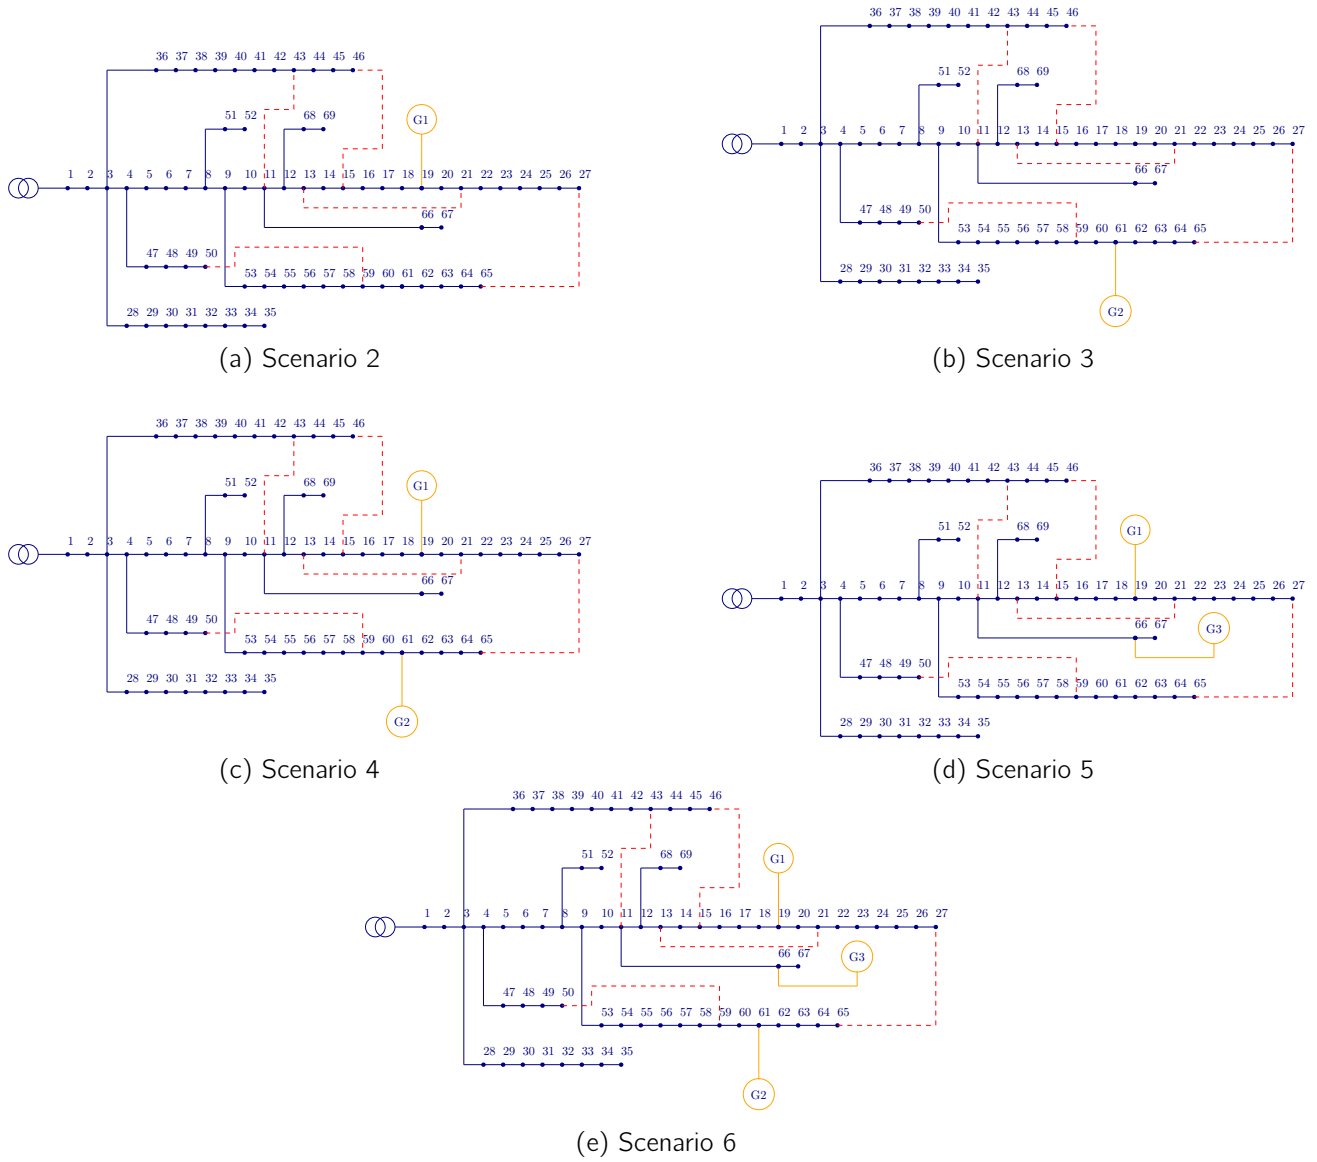 36 37 38 39 40 41 42 43 44 45 46
51 52 68 69 G1
1 2 3 4 5 6 7 8 9 10 11 12 13 14 15 16 17 18 19 20 21 22 23 24 25 26 27
66 67
47 48 49 50
53 54 55 56 57 58 59 60 61 62 63 64 65
28 29 30 31 32 33 34 35
(a) Scenario 2
36 37 38 39 40 41 42 43 44 45 46
51 52 68 69
1 2 3 4 5 6 7 8 9 10 11 12 13 14 15 16 17 18 19 20 21 22 23 24 25 26 27
66 67
47 48 49 50
53 54 55 56 57 58 59 60 61 62 63 64 65
28 29 30 31 32 33 34 35
G2
(b) Scenario 3
36 37 38 39 40 41 42 43 44 45 46
51 52 68 69 G1
1 2 3 4 5 6 7 8 9 10 11 12 13 14 15 16 17 18 19 20 21 22 23 24 25 26 27
66 67
47 48 49 50
53 54 55 56 57 58 59 60 61 62 63 64 65
28 29 30 31 32 33 34 35
G2
(c) Scenario 4
36 37 38 39 40 41 42 43 44 45 46
51 52 68 69 G1
1 2 3 4 5 6 7 8 9 10 11 12 13 14 15 16 17 18 19 20 21 22 23 24 25 26 27
66 67 G3
47 48 49 50
53 54 55 56 57 58 59 60 61 62 63 64 65
28 29 30 31 32 33 34 35
(d) Scenario 5
36 37 38 39 40 41 42 43 44 45 46
51 52 68 69 G1
1 2 3 4 5 6 7 8 9 10 11 12 13 14 15 16 17 18 19 20 21 22 23 24 25 26 27
66 67 G3
47 48 49 50
53 54 55 56 57 58 59 60 61 62 63 64 65
28 29 30 31 32 33 34 35
G2
(e) Scenario 6